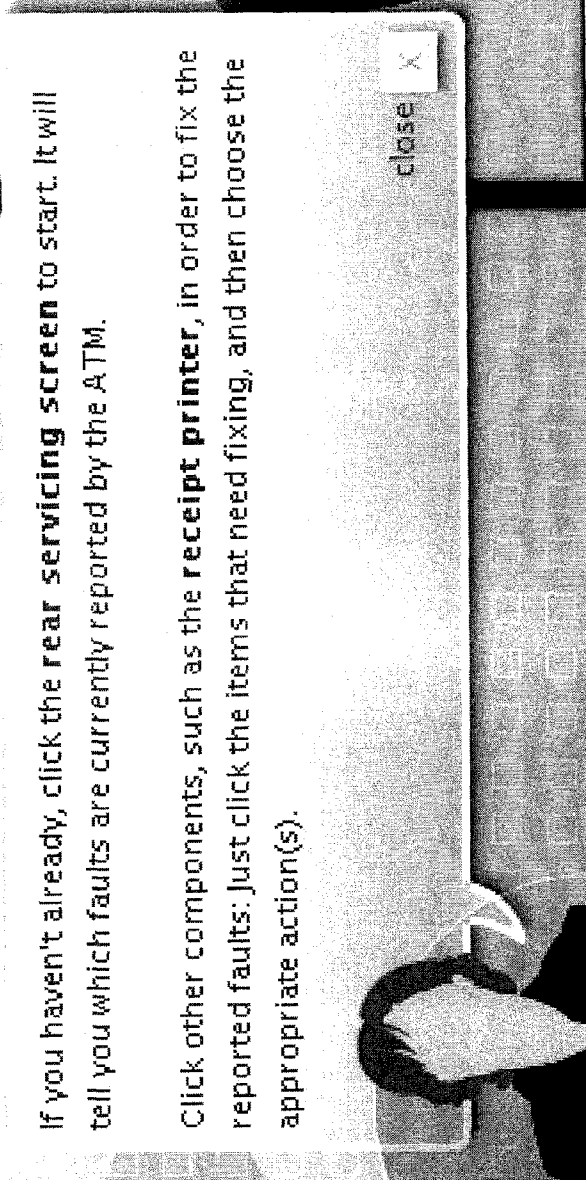 If you haven't already, click the rear servicing screen to start. It will
tell you which faults are currently reported by the ATM.
Click other components, such as the receipt printer, in order to fix the
reported faults: Just click the items that need fixing, and then choose the
appropriate action(s).
close X